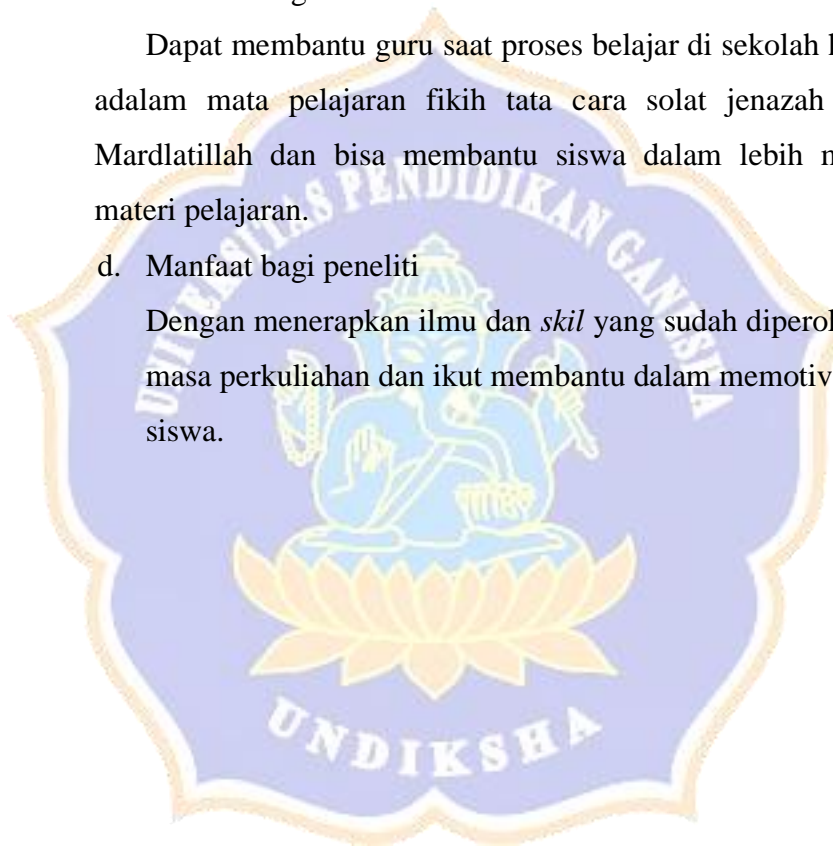 Dapat membantu guru saat proses belajar di sekolah
adalam mata pelajaran fikih tata cara solat jenazah
Mardlatillah dan bisa membantu siswa dalam lebih
materi pelajaran.
d. Manfaat bagi peneliti
Dengan menerapkan ilmu dan skil yang sudah
masa perkuliahan dan ikut membantu dalam
siswa.
UNIVERSITAS PENDIDIKAN GANESHA
UNDIKSHA